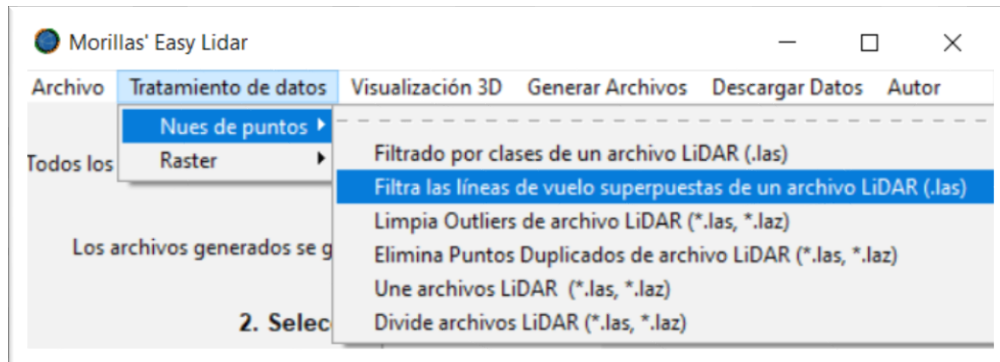 Morillas' Easy Lidar
Archivo Tratamiento de datos Visualización 3D Generar Archivos Descargar Datos Autor
Nues de puntos
Todos los Raster
Filtrado por clases de un archivo LiDAR (.las)
Filtra las líneas de vuelo superpuestas de un archivo LiDAR (.las)
Limpia Outliers de archivo LiDAR (*.las, *.laz)
Los archivos generados se g
Elimina Puntos Duplicados de archivo LiDAR (*.las, *.laz)
Une archivos LiDAR (*.las, *.laz)
2. Selec
Divide archivos LiDAR (*.las, *.laz)